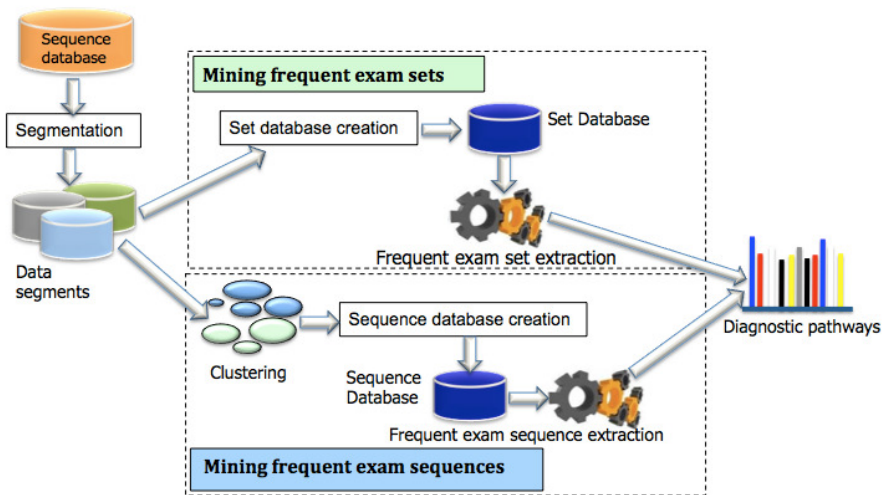 Sequence
database
Segmentation
Data
segments
Mining frequent exam sets
Set database creation
Set Database
Frequent exam set extraction
Clustering
Sequence database creation
Sequence
Database
Frequent exam sequence extraction
Mining frequent exam sequences
Diagnostic pathways